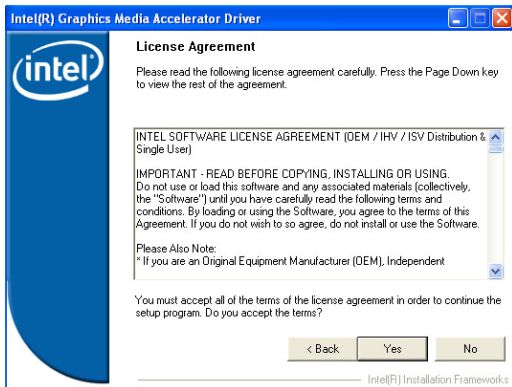 Intel(R) Graphics Media Accelerator Driver
intel
License Agreement
Please read the following license agreement carefully. Press the Page Down key
to view the rest of the agreement.
INTEL SOFTWARE LICENSE AGREEMENT (OEM / IHV / ISV Distribution &
Single User)
IMPORTANT - READ BEFORE COPYING, INSTALLING OR USING.
Do not use or load this software and any associated materials (collectively,
the "Software") until you have carefully read the following terms and
conditions. By loading or using the Software, you agree to the terms of this
Agreement. If you do not wish to so agree, do not install or use the Software.
Please Also Note:
* If you are an Original Equipment Manufacturer (OEM), Independent
You must accept all of the terms of the license agreement in order to continue the
setup program. Do you accept the terms?
< Back Yes No
Intel(R) Installation Frameworks